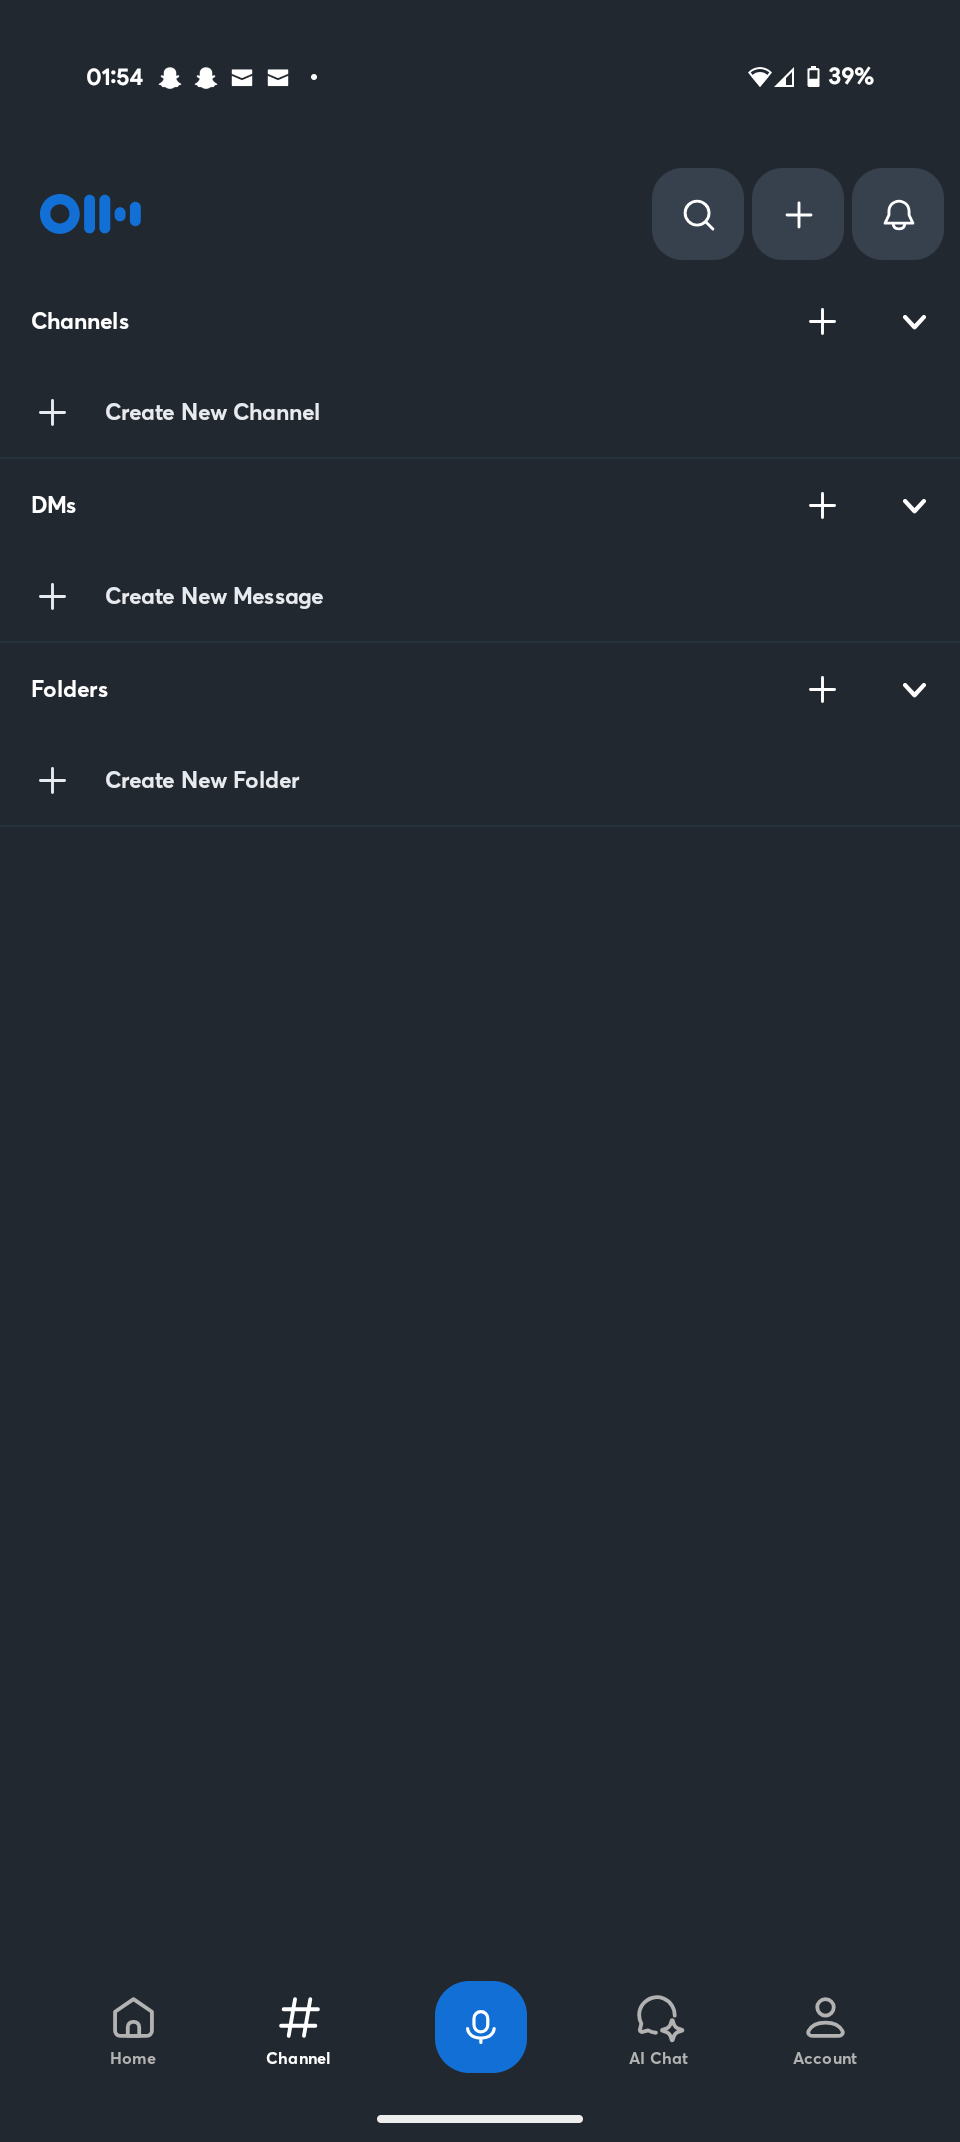 01:54
39%
Channels
Create New Channel
DMs
Create New Message
Folders
Create New Folder
Home
Channel
AI Chat
Account